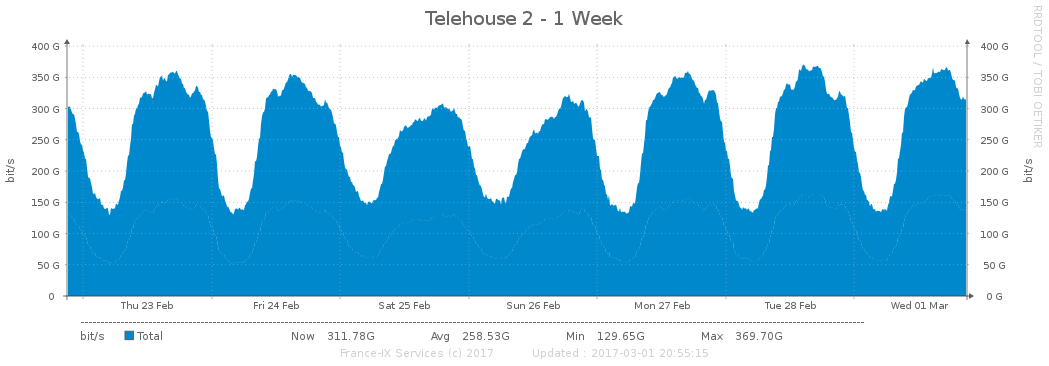 Telehouse 2 - 1 Week
RRDTOOL / TOBI OETIKER
400 G 400 G
350 G 350 G
300 G 300 G
250 G 250 G
200 G 200 G
150 G 150 G
100 G 100 G
50 G 50 G
0 0 G
bit/s
bit/s
Thu 23 Feb Fri 24 Feb Sat 25 Feb Sun 26 Feb Mon 27 Feb Tue 28 Feb Wed 01 Mar
bit/s Total Now 311.78G Avg 258.53G Min 129.65G Max 369.70G
France-IX Services (c) 2017 Updated : 2017-03-01 20:55:15